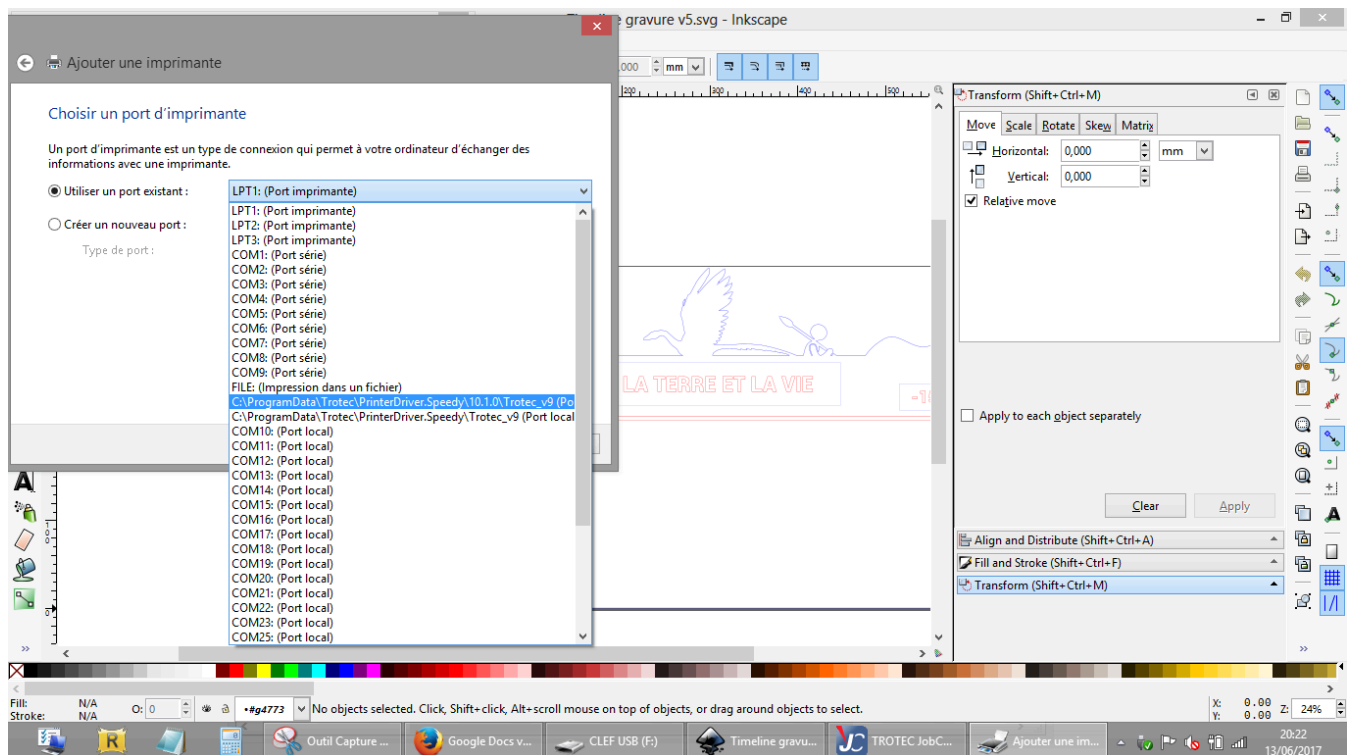 gravure v5.svg - Inkscape
Ajouter une imprimante
,000 mm
Choisir un port d'imprimante
Un port d'imprimante est un type de connexion qui permet à votre ordinateur d'échanger des
informations avec une imprimante.
Utiliser un port existant :
LPT1: (Port imprimante)
Créer un nouveau port :
Type de port :
LPT1: (Port imprimante)
LPT2: (Port imprimante)
LPT3: (Port imprimante)
COM1: (Port série)
COM2: (Port série)
COM3: (Port série)
COM4: (Port série)
COM5: (Port série)
COM6: (Port série)
COM7: (Port série)
COM8: (Port série)
COM9: (Port série)
FILE: (Impression dans un fichier)
C:\ProgramData\Trotec\PrinterDriver.Speedy\10.1.0\Trotec_v9 (Po
C:\ProgramData\Trotec\PrinterDriver.Speedy\Trotec_v9 (Port local
COM10: (Port local)
COM11: (Port local)
COM12: (Port local)
COM13: (Port local)
COM14: (Port local)
COM15: (Port local)
COM16: (Port local)
COM17: (Port local)
COM18: (Port local)
COM19: (Port local)
COM20: (Port local)
COM21: (Port local)
COM22: (Port local)
COM23: (Port local)
COM25: (Port local)
200 300 400 500
LA TERRE ET LA VIE
Transform (Shift+Ctrl+M)
Move Scale Rotate Skew Matrix
Horizontal: 0,000 mm
Vertical: 0,000
Relative move
Apply to each object separately
Clear Apply
Align and Distribute (Shift+Ctrl+A)
Fill and Stroke (Shift+Ctrl+F)
Transform (Shift+Ctrl+M)
Fill: N/A
Stroke: N/A
O: 0
•#g4773
No objects selected. Click, Shift+click, Alt+scroll mouse on top of objects, or drag around objects to select.
X: 0.00
Y: 0.00
Z: 24%
Outil Capture ...
Google Docs v...
CLEF USB (F:)
Timeline gravu...
TROTEC JobC...
Ajouter une im...
20:22
13/06/2017